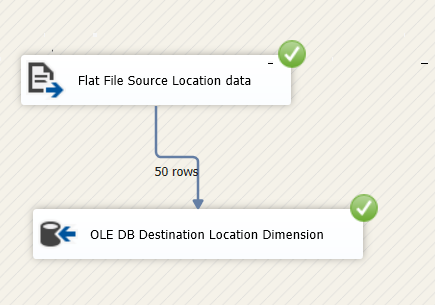 Flat File Source Location data
50 rows
OLE DB Destination Location Dimension